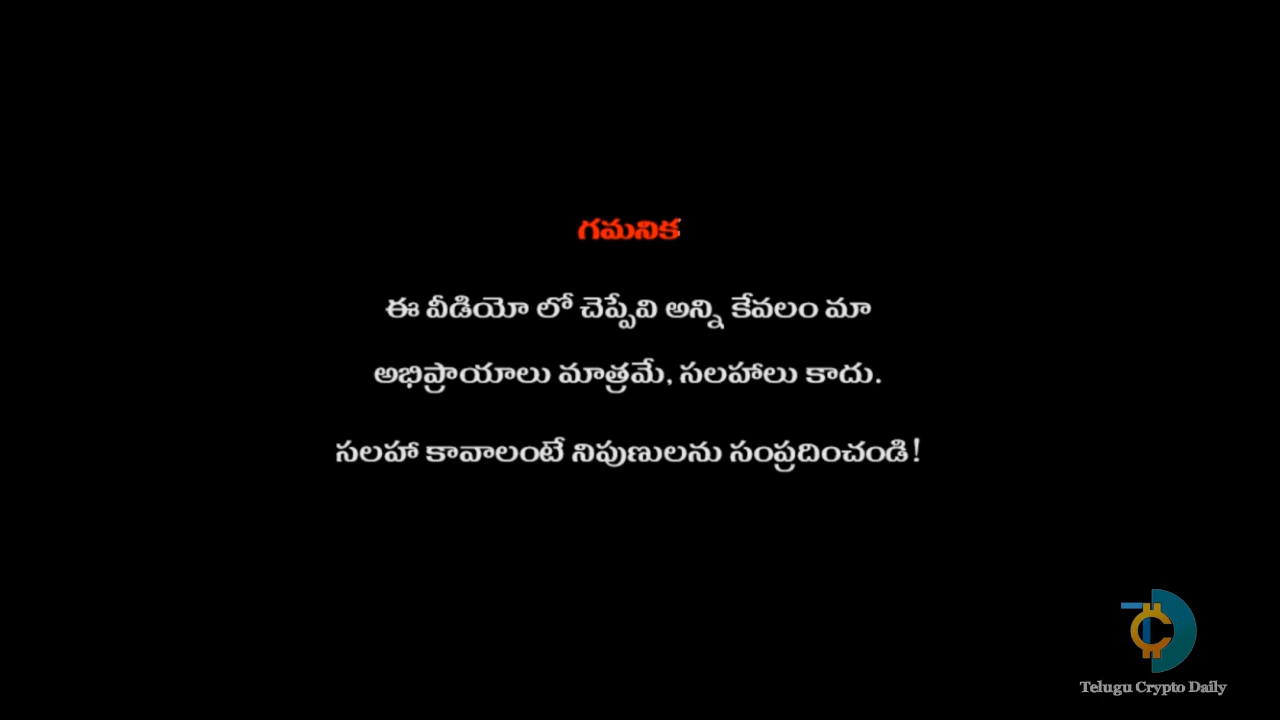 గమనిక
ఈ వీడియో లో చెప్పేవి అన్ని కేవలం మా
అభిప్రాయాలు మాత్రమే, సలహాలు కాదు.
సలహా కావాలంటే నిపుణులను సంప్రదించండి!
Telugu Crypto Daily